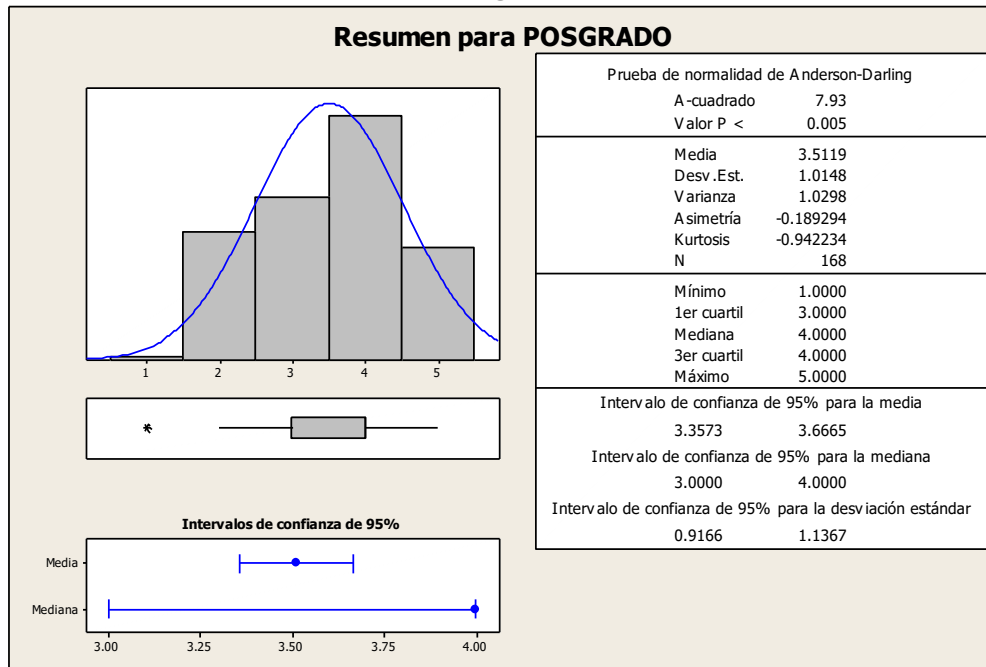 Resumen para POSGRADO
1 2 3 4 5
Intervalos de confianza de 95%
Media
Mediana
3.00 3.25 3.50 3.75 4.00
Prueba de normalidad de Anderson-Darling
A-cuadrado 7.93
Valor P < 0.005
Media 3.5119
Desv.Est. 1.0148
Varianza 1.0298
Asimetría -0.189294
Kurtosis -0.942234
N 168
Mínimo 1.0000
1er cuartil 3.0000
Mediana 4.0000
3er cuartil 4.0000
Máximo 5.0000
Intervalo de confianza de 95% para la media
3.3573 3.6665
Intervalo de confianza de 95% para la mediana
3.0000 4.0000
Intervalo de confianza de 95% para la desviación estándar
0.9166 1.1367